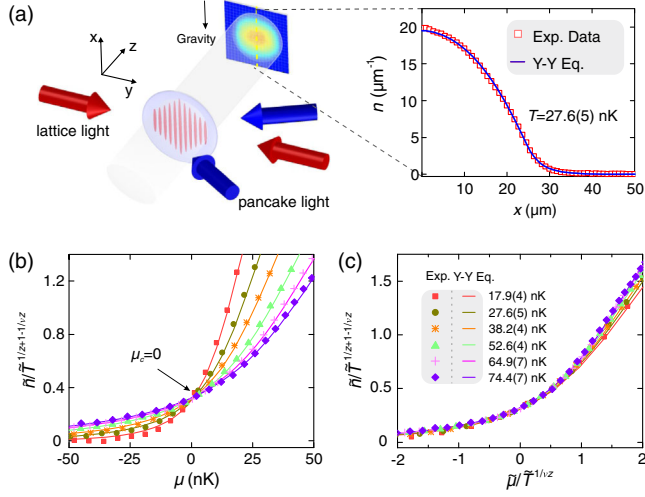 (a)
Gravity
x
z
y
lattice light
pancake light
n (μm⁻¹)
20
15
10
5
0
Exp. Data
Y-Y Eq.
T=27.6(5) nK
0 10 20 30 40 50
x (μm)
(b)
ñ/T̃^{1/z+1-1/νz}
1.2
0.8
0.4
0
μc=0
-50 -25 0 25 50
μ (nK)
(c)
ñ/T̃^{1/z+1-1/νz}
1.5
1.0
0.5
0
Exp. Y-Y Eq.
17.9(4) nK
27.6(5) nK
38.2(4) nK
52.6(4) nK
64.9(7) nK
74.4(7) nK
-2 -1 0 1 2
μ̃/T̃^{1/νz}